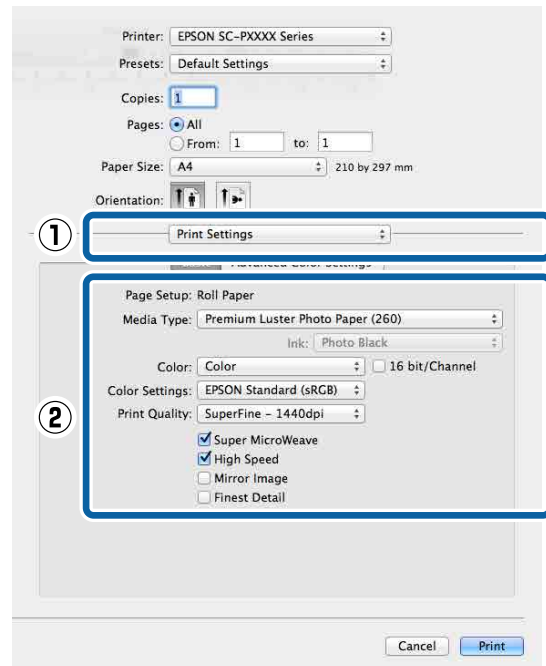 Printer: EPSON SC-PXXXX Series
Presets: Default Settings
Copies: 1
Pages: All
From: 1 to: 1
Paper Size: A4 210 by 297 mm
Orientation:
1 Print Settings
Advanced Color Settings
Page Setup: Roll Paper
Media Type: Premium Luster Photo Paper (260)
Ink: Photo Black
Color: Color 16 bit/Channel
Color Settings: EPSON Standard (sRGB)
2 Print Quality: SuperFine - 1440dpi
Super MicroWeave
High Speed
Mirror Image
Finest Detail
Cancel Print